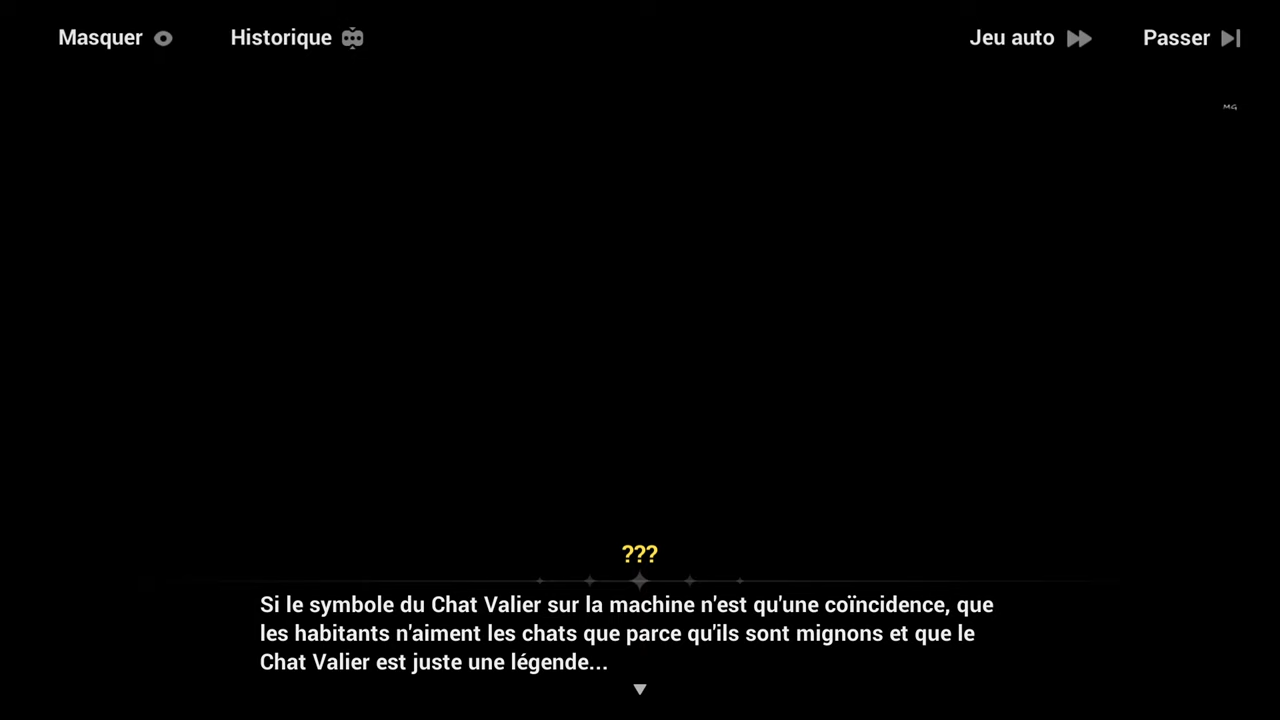 Masquer
Historique
Jeu auto
Passer
MG
???
Si le symbole du Chat Valier sur la machine n'est qu'une coïncidence, que
les habitants n'aiment les chats que parce qu'ils sont mignons et que le
Chat Valier est juste une légende...